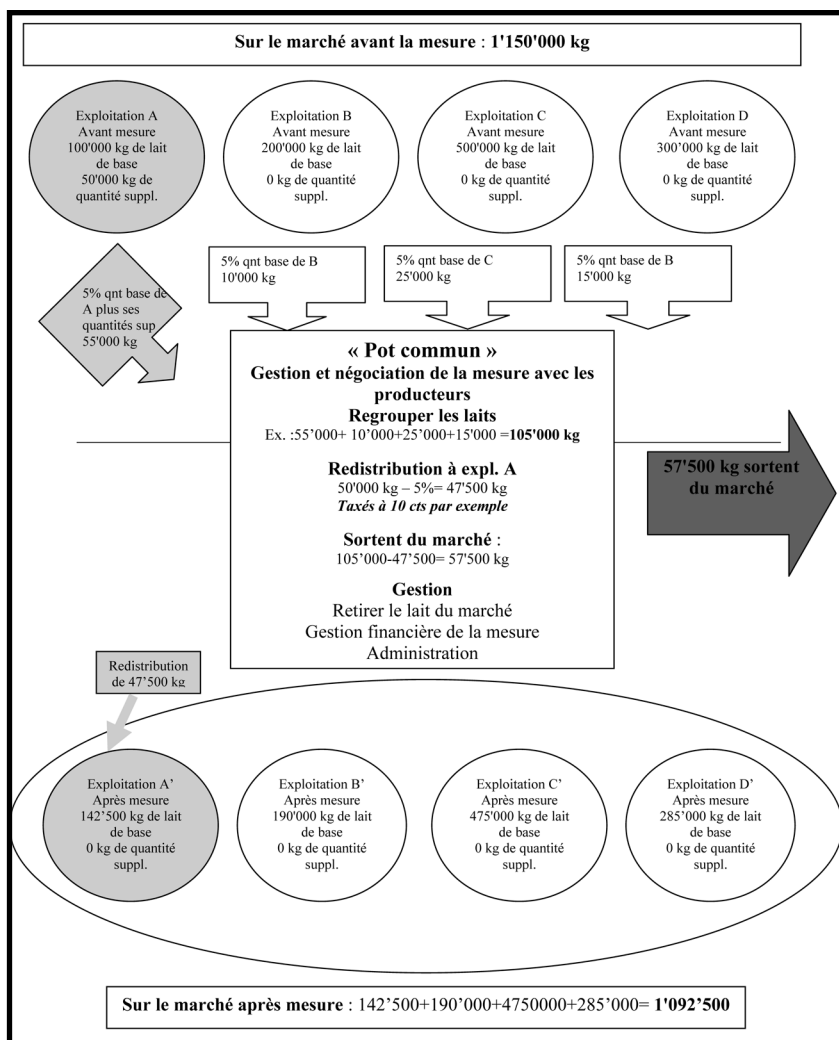 Sur le marché avant la mesure : 1'150'000 kg
Exploitation A
Avant mesure
100'000 kg de lait
de base
50'000 kg de
quantité suppl.
Exploitation B
Avant mesure
200'000 kg de lait
de base
0 kg de quantité
suppl.
Exploitation C
Avant mesure
500'000 kg de lait
de base
0 kg de quantité
suppl.
Exploitation D
Avant mesure
300’000 kg de lait
de base
0 kg de quantité
suppl.
5% qnt base de
A plus ses
quantités sup
55'000 kg
5% qnt base de B
10'000 kg
5% qnt base de C
25'000 kg
5% qnt base de B
15'000 kg
« Pot commun »
Gestion et négociation de la mesure avec les
producteurs
Regrouper les laits
Ex. :55’000+ 10’000+25’000+15'000 =105'000 kg
Redistribution à expl. A
50'000 kg – 5%= 47'500 kg
Taxés à 10 cts par exemple
Sortent du marché :
105’000-47’500= 57'500 kg
Gestion
Retirer le lait du marché
Gestion financière de la mesure
Administration
57'500 kg sortent
du marché
Redistribution
de 47’500 kg
Exploitation A’
Après mesure
142’500 kg de lait
de base
0 kg de quantité
suppl.
Exploitation B’
Après mesure
190'000 kg de lait
de base
0 kg de quantité
suppl.
Exploitation C’
Après mesure
475'000 kg de lait
de base
0 kg de quantité
suppl.
Exploitation D’
Après mesure
285’000 kg de lait
de base
0 kg de quantité
suppl.
Sur le marché après mesure : 142’500+190’000+4750000+285’000= 1'092’500